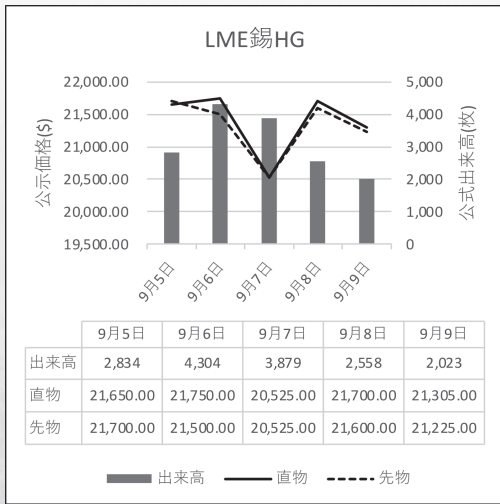 LME錫HG
公示価格($)
22,000.00
21,500.00
21,000.00
20,500.00
20,000.00
19,500.00
5,000
4,000
3,000
2,000
1,000
0
公式出来高(枚)
9月5日
9月6日
9月7日
9月8日
9月9日
9月5日 9月6日 9月7日 9月8日 9月9日
出来高 2,834 4,304 3,879 2,558 2,023
直物 21,650.00 21,750.00 20,525.00 21,700.00 21,305.00
先物 21,700.00 21,500.00 20,525.00 21,600.00 21,225.00
出来高 直物 先物